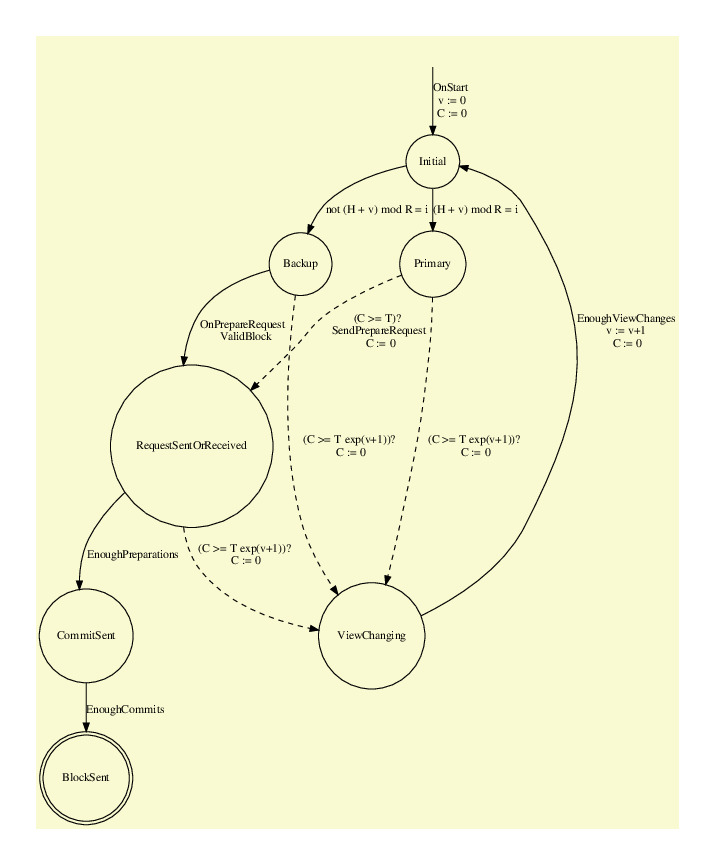 OnStart
v := 0
C := 0
Initial
not (H + v) mod R = i
(H + v) mod R = i
Backup
Primary
OnPrepareRequest
ValidBlock
(C >= T)?
SendPrepareRequest
C := 0
EnoughViewChanges
v := v+1
C := 0
RequestSentOrReceived
(C >= T exp(v+1))?
C := 0
(C >= T exp(v+1))?
C := 0
EnoughPreparations
(C >= T exp(v+1))?
C := 0
CommitSent
ViewChanging
EnoughCommits
BlockSent